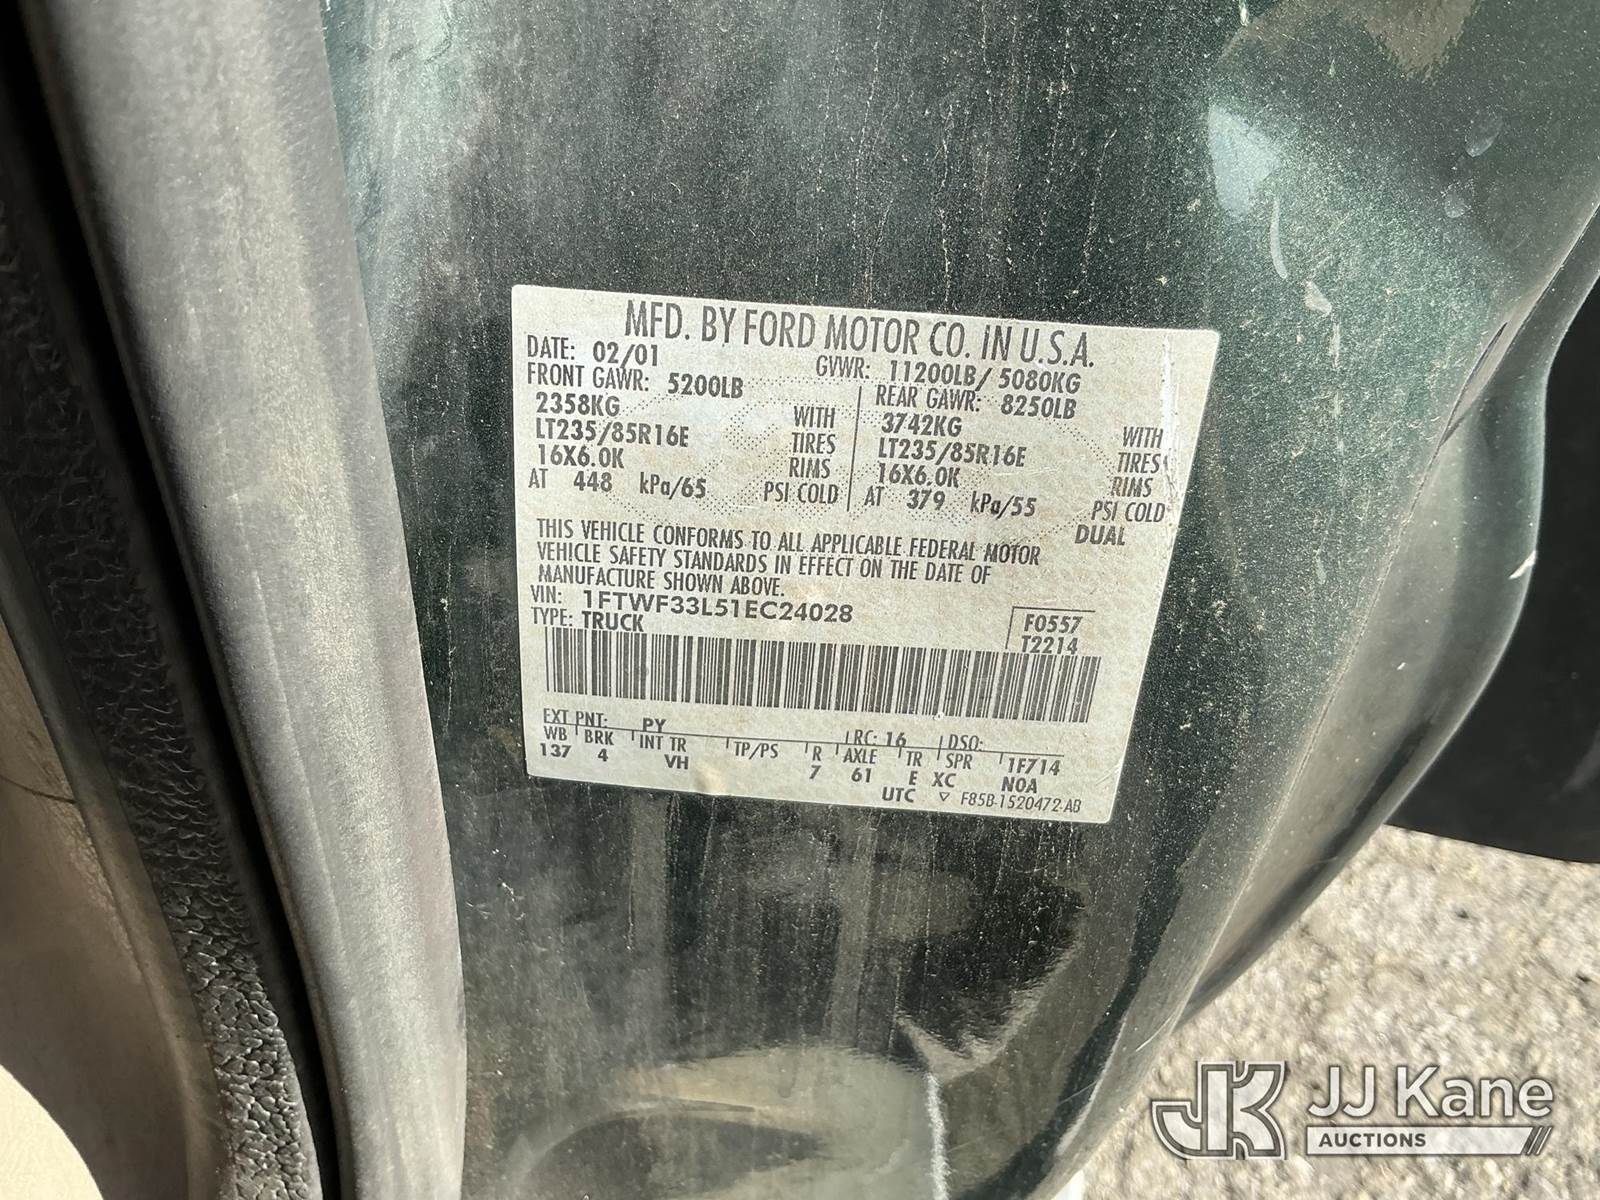 MFD. BY FORD MOTOR CO. IN U.S.A.
DATE: 02/01 GVWR: 11200LB/ 5080KG
FRONT GAWR: 5200LB REAR GAWR: 8250LB
2358KG WITH 3742KG WITH
LT235/85R16E TIRES LT235/85R16E TIRES
16X6.0K RIMS 16X6.0K RIMS
AT 448 kPa/65 PSI COLD AT 379 kPa/55 PSI COLD
DUAL
THIS VEHICLE CONFORMS TO ALL APPLICABLE FEDERAL MOTOR
VEHICLE SAFETY STANDARDS IN EFFECT ON THE DATE OF
MANUFACTURE SHOWN ABOVE.
VIN: 1FTWF33L51EC24028
TYPE: TRUCK
F0557
T2214
EXT PNT: PY RC: 16 DSO:
WB BRK INT TR TP/PS R AXLE TR SPR 1F714
137 4 VH 7 61 E XC N0A
UTC ▽ F85B-1520472-AB
JK JJ Kane
AUCTIONS